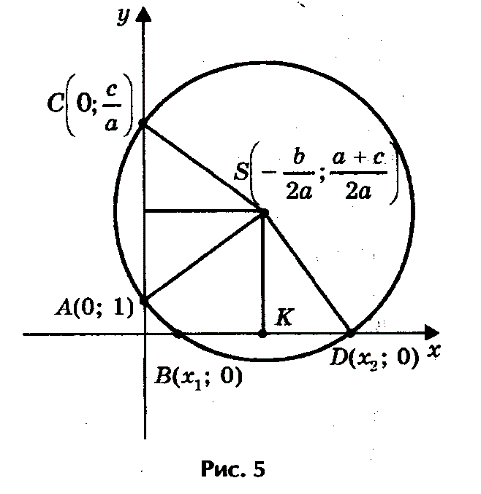 y
C(0; c/a)
S(-b/2a; a + c/2a)
A(0; 1)
K
B(x₁; 0)
D(x₂; 0)
x
Рис. 5